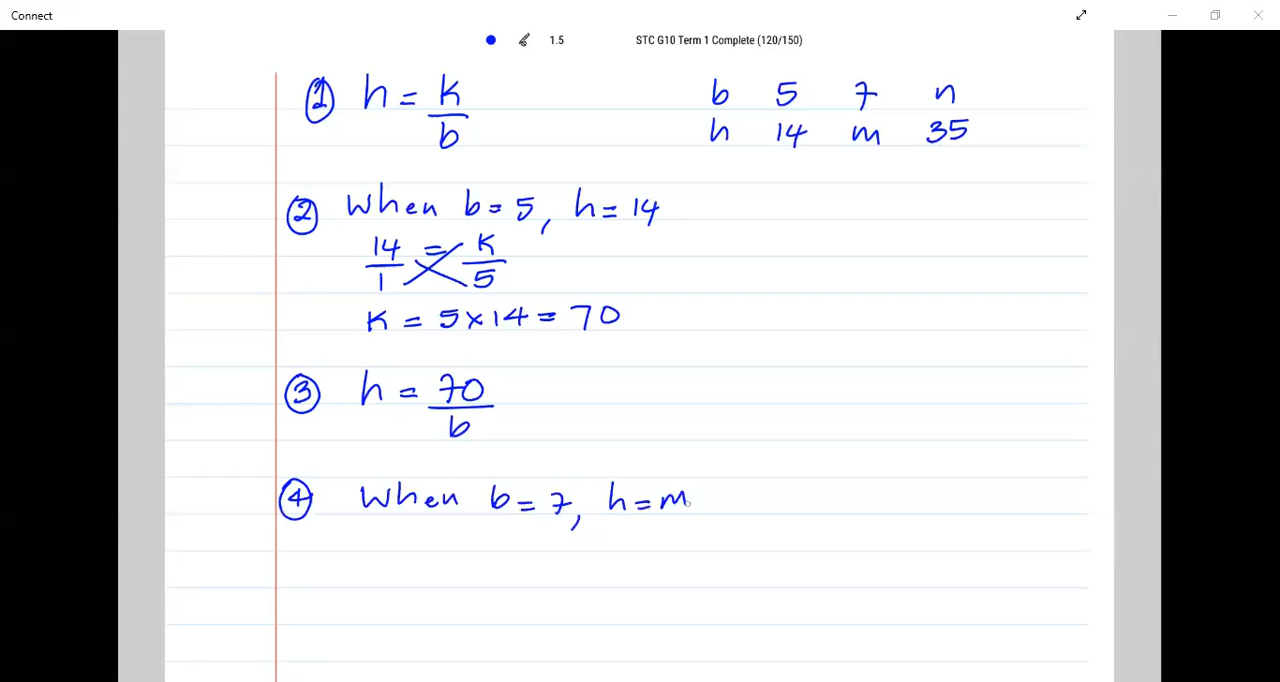 Connect
1.5 STC G10 Term 1 Complete (120/150)
① h = k/b
b 5 7 n
h 14 m 35
② When b = 5, h = 14
14/1 = k/5
K = 5 × 14 = 70
③ h = 70/b
④ When b = 7, h = m